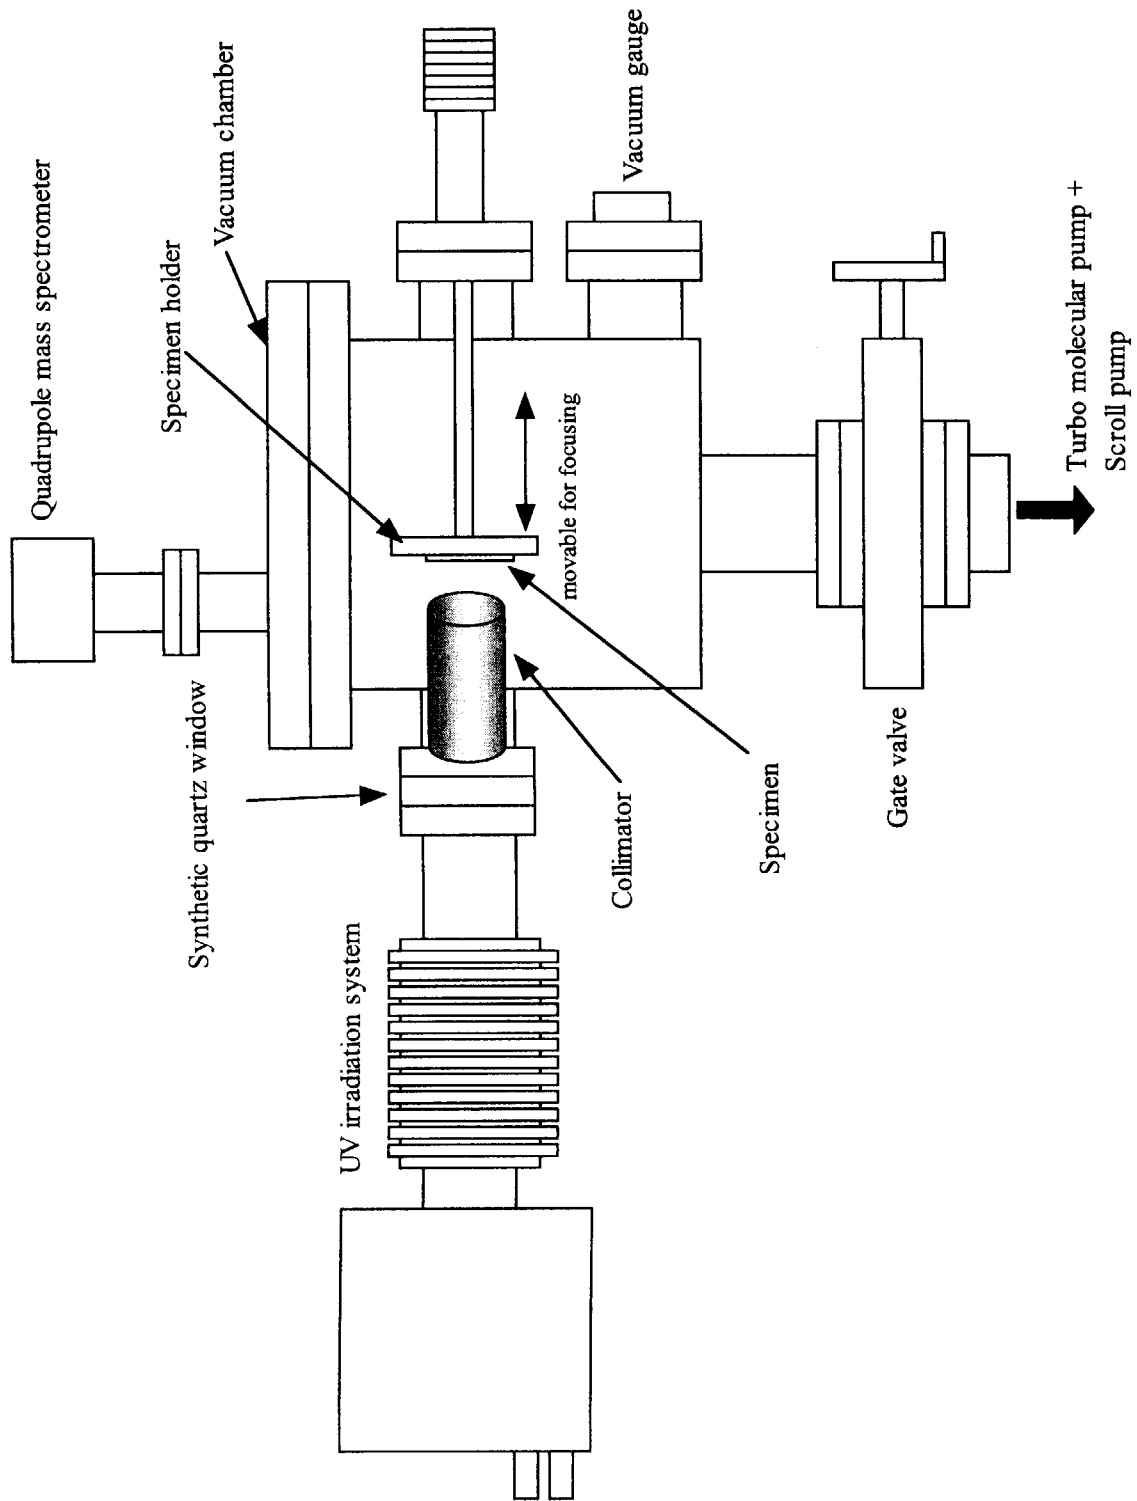 Quadrupole mass spectrometer
Vacuum chamber
Specimen holder
Vacuum gauge
movable for focusing
Turbo molecular pump +
Scroll pump
Synthetic quartz window
UV irradiation system
Collimator
Specimen
Gate valve